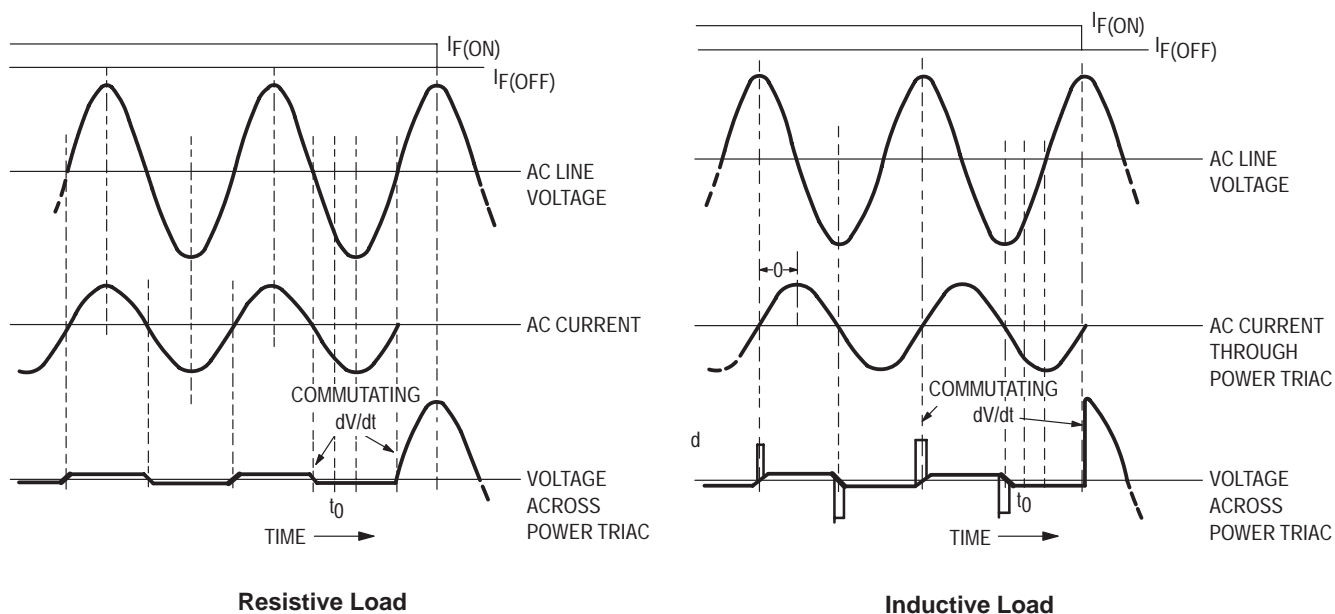 IF(ON)
IF(OFF)
AC LINE
VOLTAGE
AC CURRENT
COMMUTATING
dV/dt
VOLTAGE
ACROSS
POWER TRIAC
t0
TIME
Resistive Load
IF(ON)
IF(OFF)
AC LINE
VOLTAGE
0
AC CURRENT
THROUGH
POWER TRIAC
COMMUTATING
dV/dt
d
VOLTAGE
ACROSS
POWER TRIAC
t0
TIME
Inductive Load